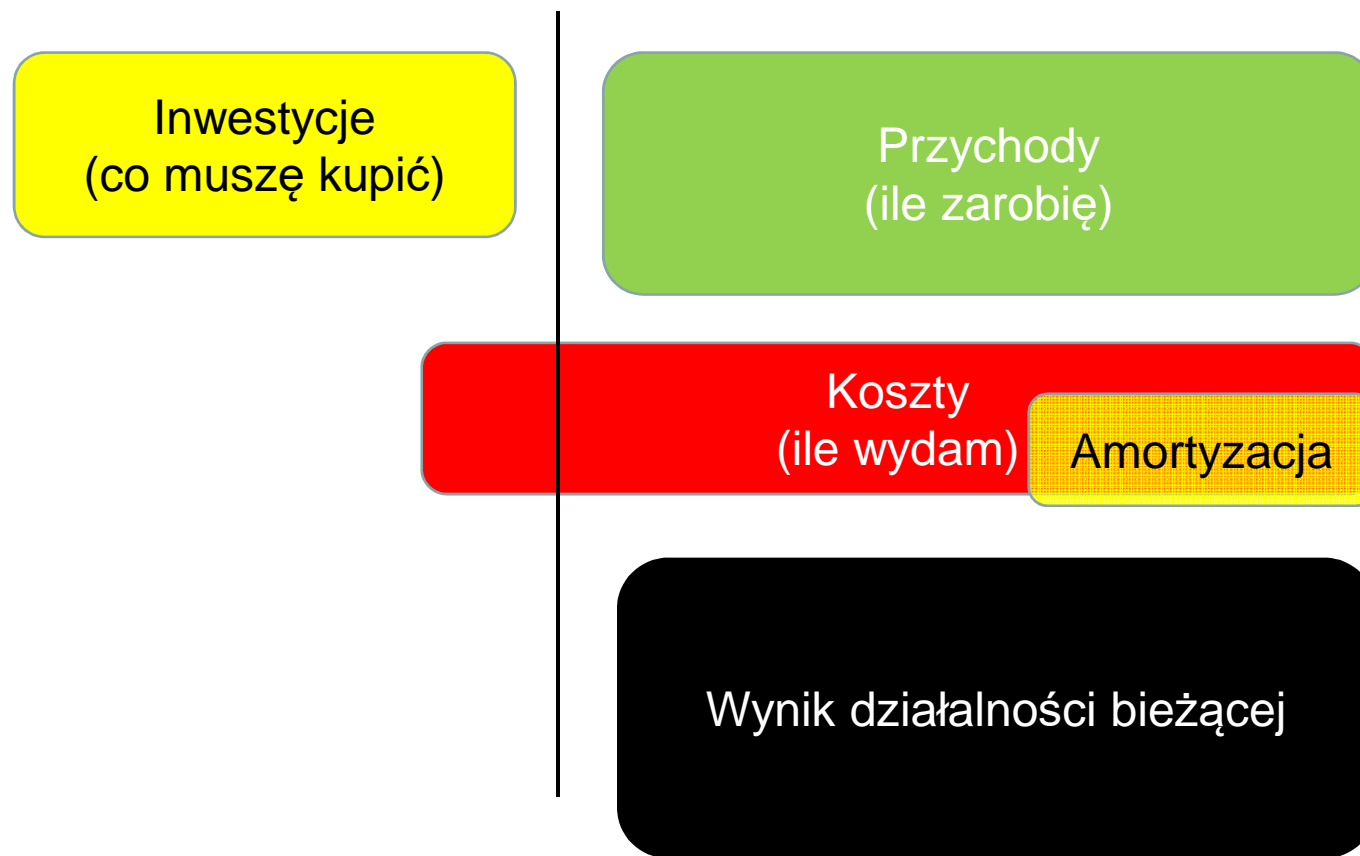 Inwestycje
(co muszę kupić)
Przychody
(ile zarobię)
Koszty
(ile wydam)
Amortyzacja
Wynik działalności bieżącej